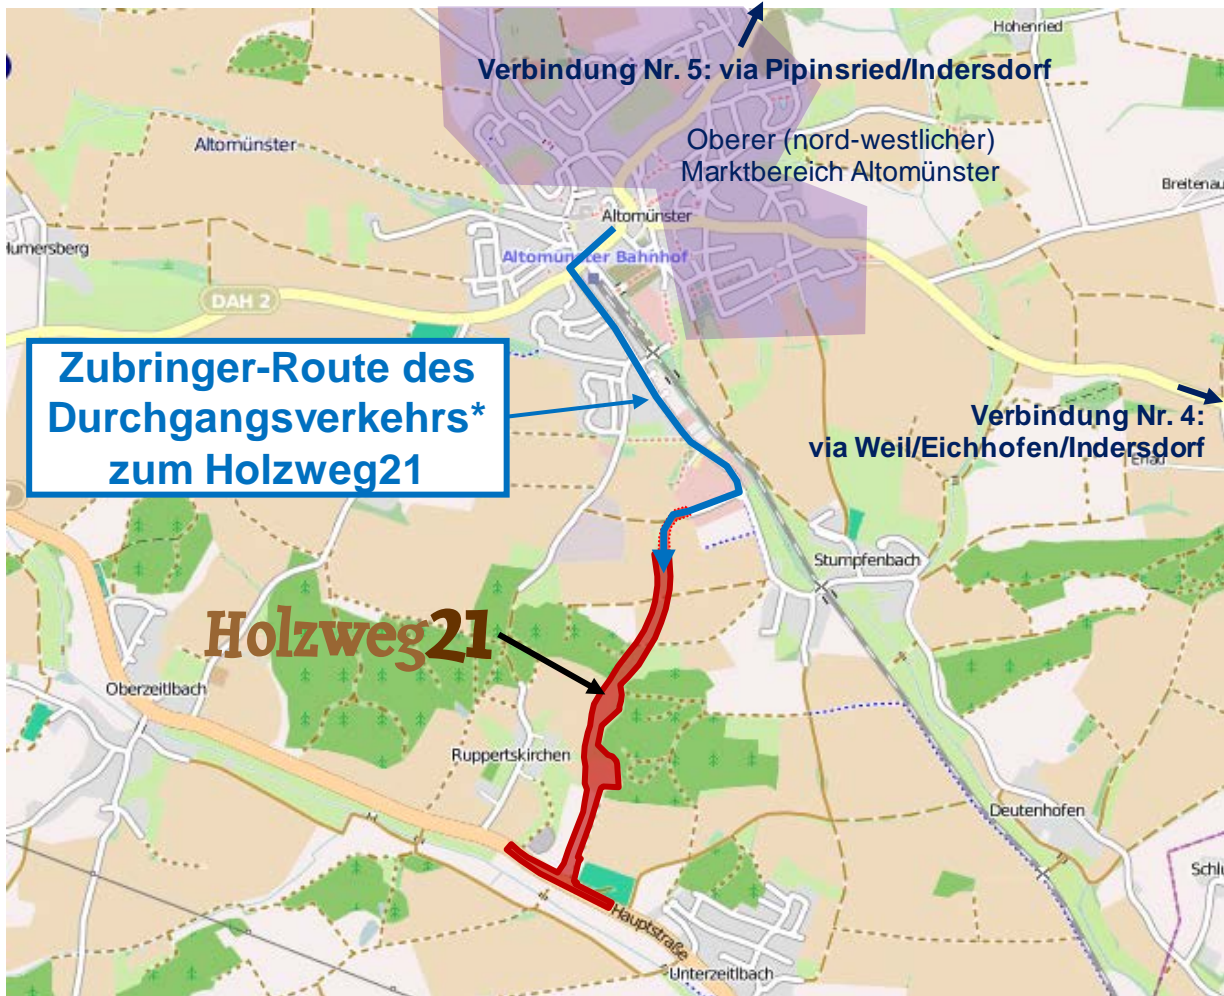 Hohenried
Verbindung Nr. 5: via Pipinsried/Indersdorf
Oberer (nord-westlicher)
Marktbereich Altomünster
Altomünster
Breitenau
Altomünster
Altomünster Bahnhof
Humersberg
DAH 2
Zubringer-Route des
Durchgangsverkehrs*
zum Holzweg21
Verbindung Nr. 4:
via Weil/Eichhofen/Indersdorf
Erlau
Stumpfenbach
Holzweg21
Oberzeitlbach
Ruppertskirchen
Deutenhofen
Schlu
Hauptstraße
Unterzeitlbach